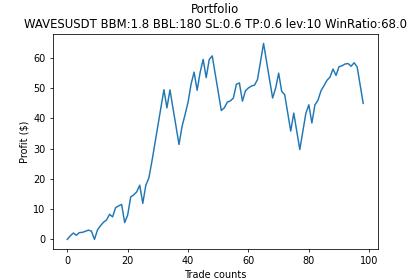 Portfolio
WAVESUSDT BBM:1.8 BBL:180 SL:0.6 TP:0.6 lev:10 WinRatio:68.0
Profit ($)
60
50
40
30
20
10
0
0 20 40 60 80 100
Trade counts